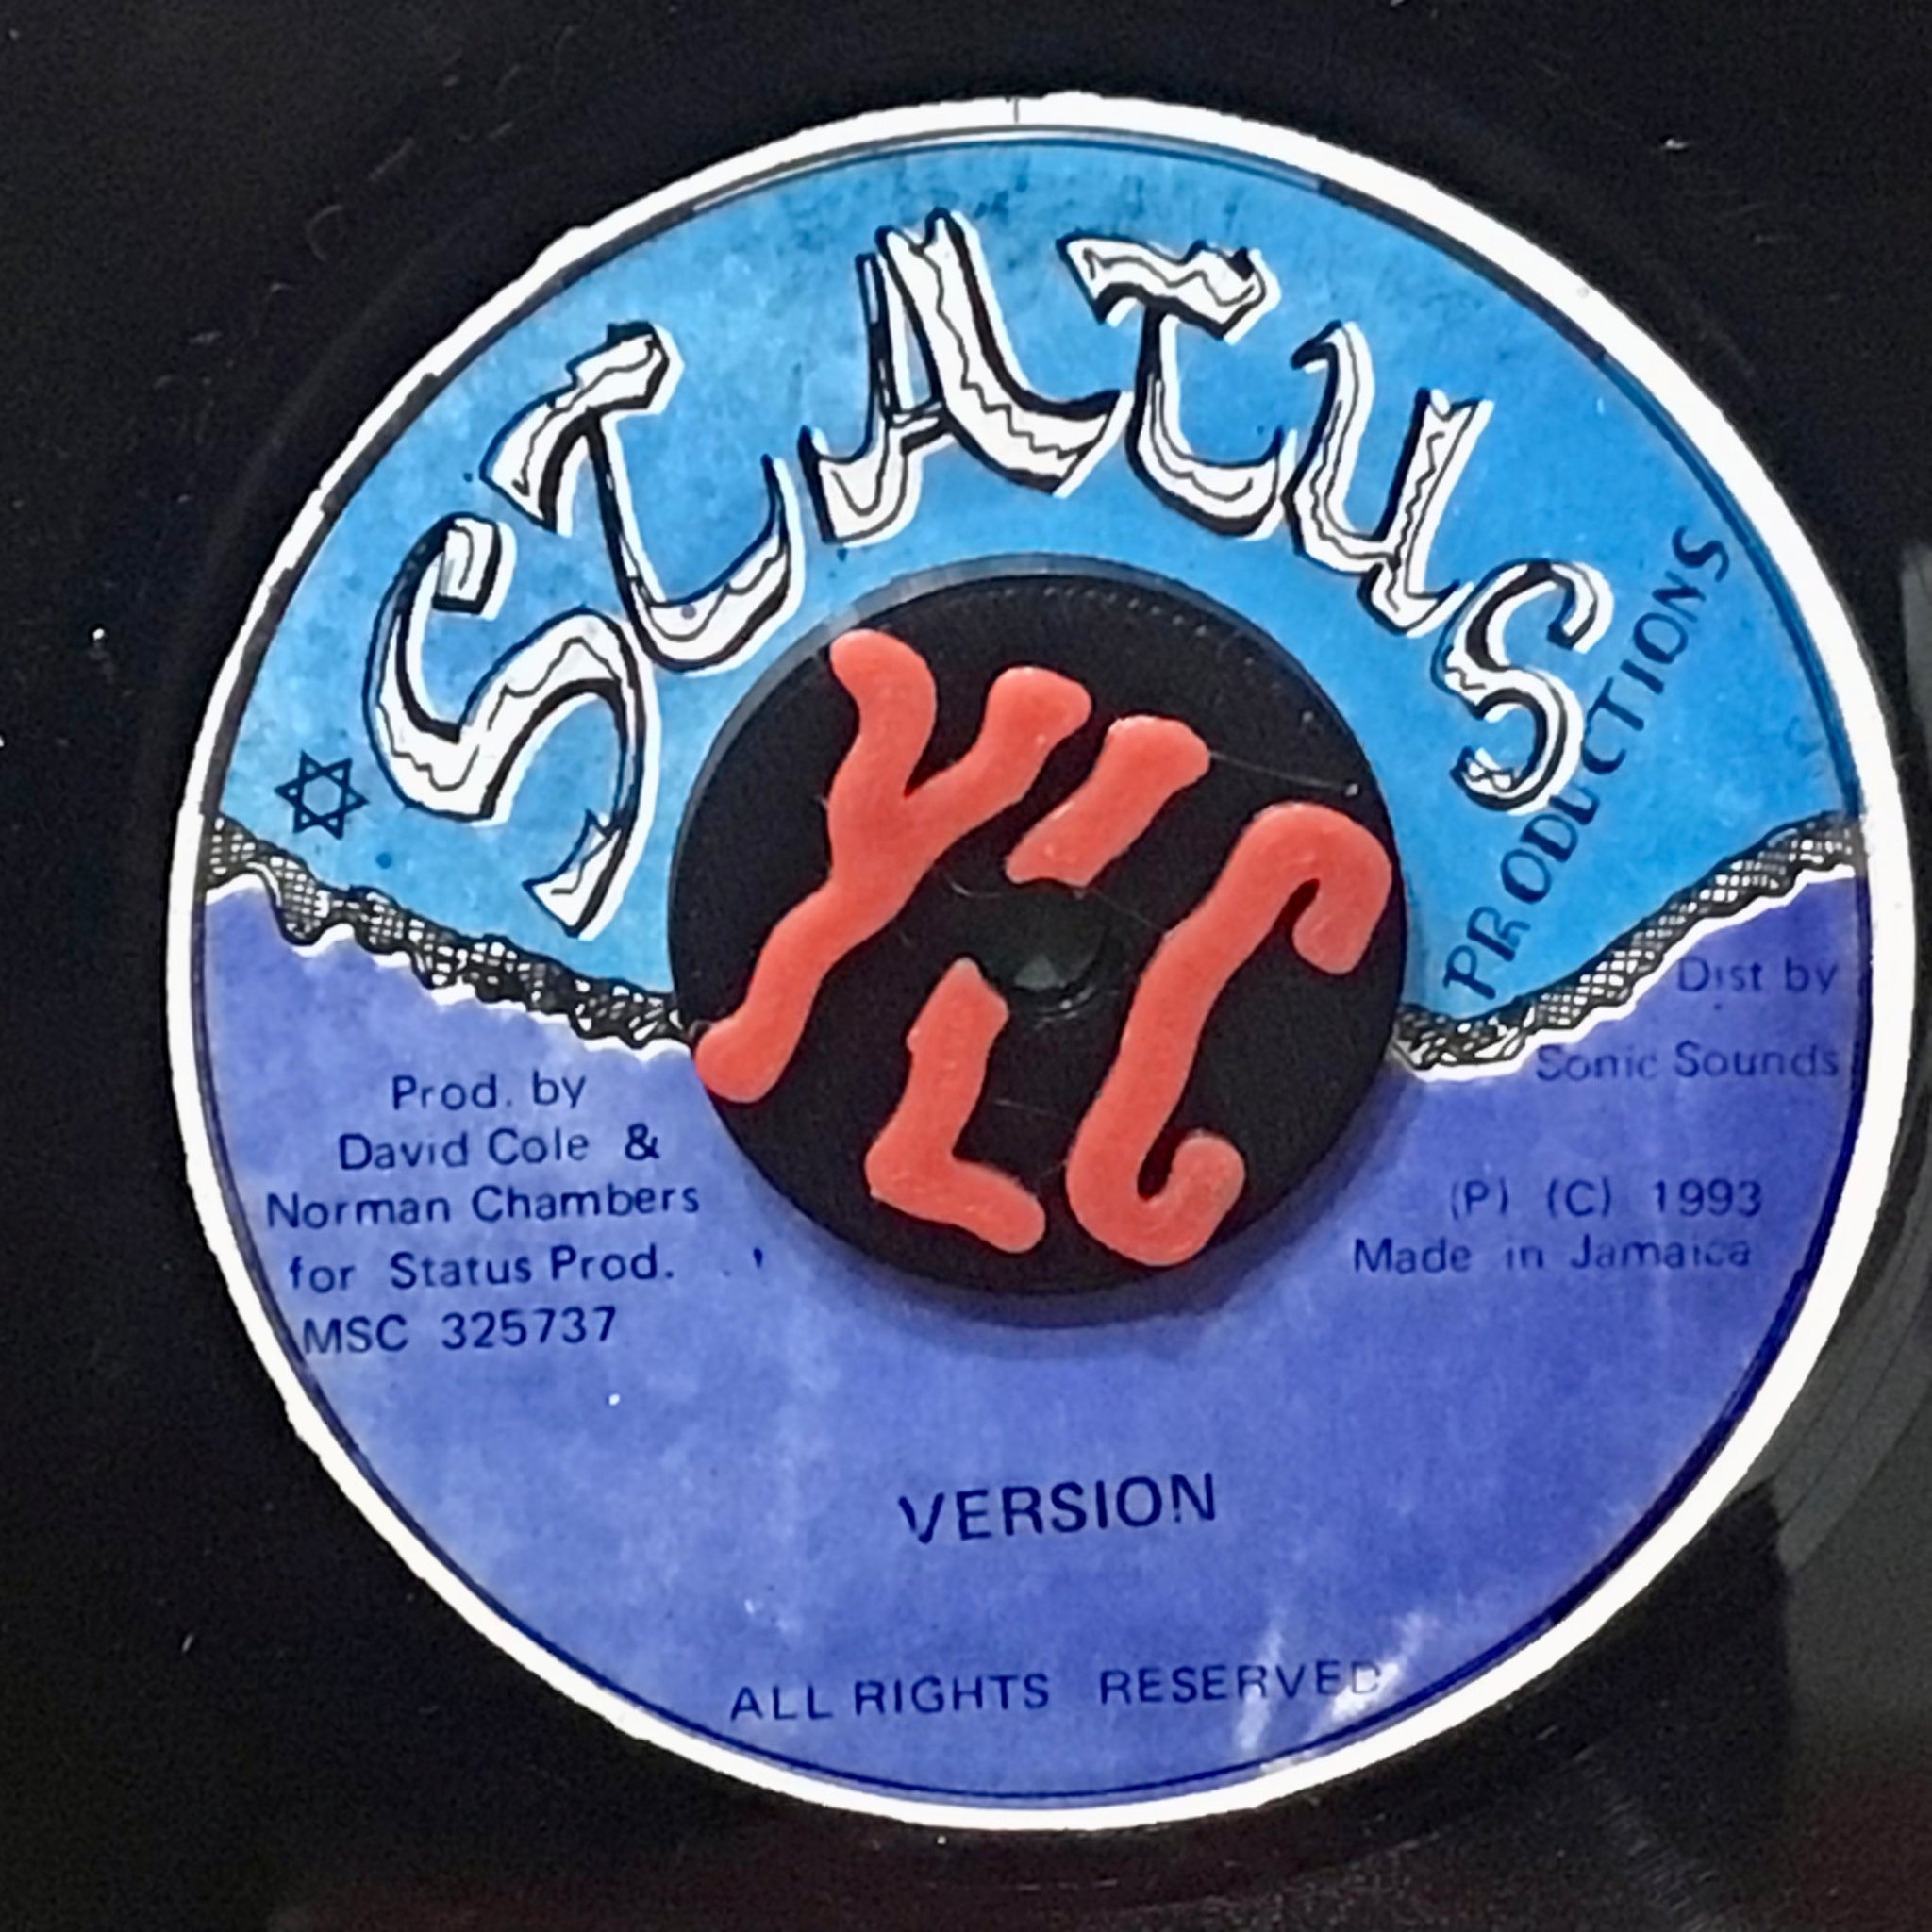 STATUS
PRODUCTIONS
Prod. by
David Cole &
Norman Chambers
for Status Prod.
MSC 325737
Dist by
Sonic Sounds
(P) (C) 1993
Made in Jamaica
VERSION
ALL RIGHTS RESERVED